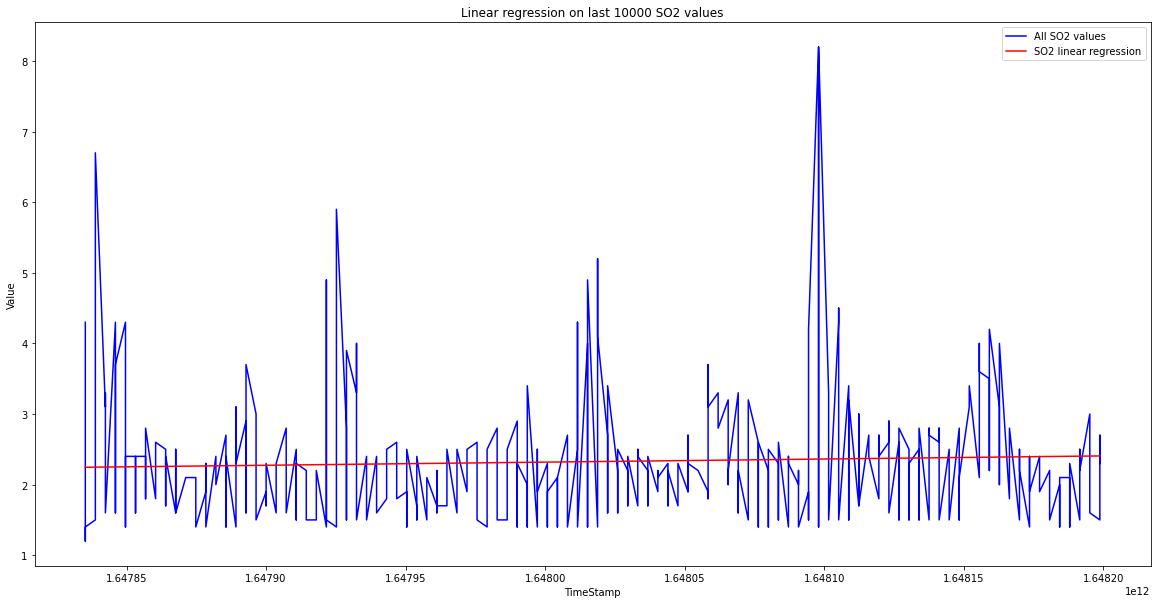 Linear regression on last 10000 SO2 values
All SO2 values
SO2 linear regression
Value
8
7
6
5
4
3
2
1
1.64785
1.64790
1.64795
1.64800
1.64805
1.64810
1.64815
1.64820
1e12
TimeStamp